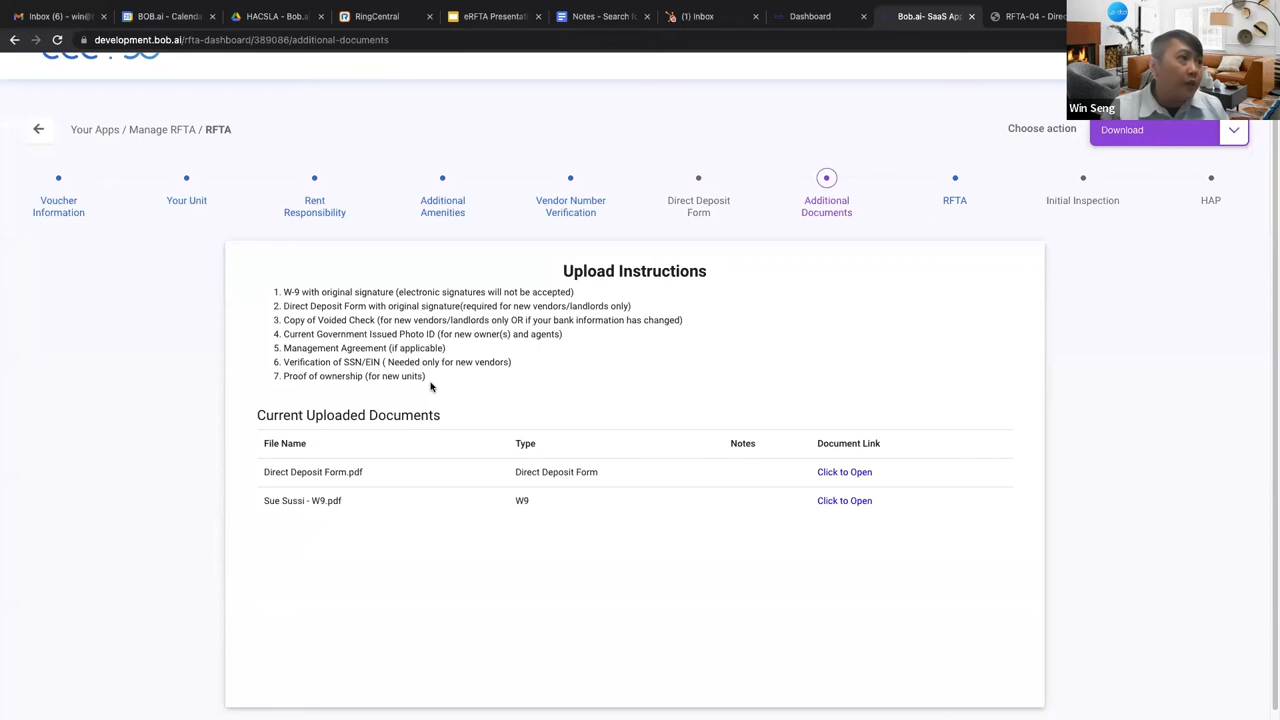 Inbox (6) - win@
BOB.ai - Calenda
HACSLA - Bob.ai
RingCentral
eRFTA Presentati
Notes - Search f
(1) Inbox
Dashboard
Bob.ai- SaaS App
RFTA-04 - Direc
development.bob.ai/rfta-dashboard/389086/additional-documents
Win Seng
Your Apps / Manage RFTA / RFTA
Choose action
Download
Voucher
Information
Your Unit
Rent
Responsibility
Additional
Amenities
Vendor Number
Verification
Direct Deposit
Form
Additional
Documents
RFTA
Initial Inspection
HAP
Upload Instructions
1. W-9 with original signature (electronic signatures will not be accepted)
2. Direct Deposit Form with original signature(required for new vendors/landlords only)
3. Copy of Voided Check (for new vendors/landlords only OR if your bank information has changed)
4. Current Government Issued Photo ID (for new owner(s) and agents)
5. Management Agreement (if applicable)
6. Verification of SSN/EIN ( Needed only for new vendors)
7. Proof of ownership (for new units)
Current Uploaded Documents
File Name Type Notes Document Link
Direct Deposit Form.pdf Direct Deposit Form Click to Open
Sue Sussi - W9.pdf W9 Click to Open